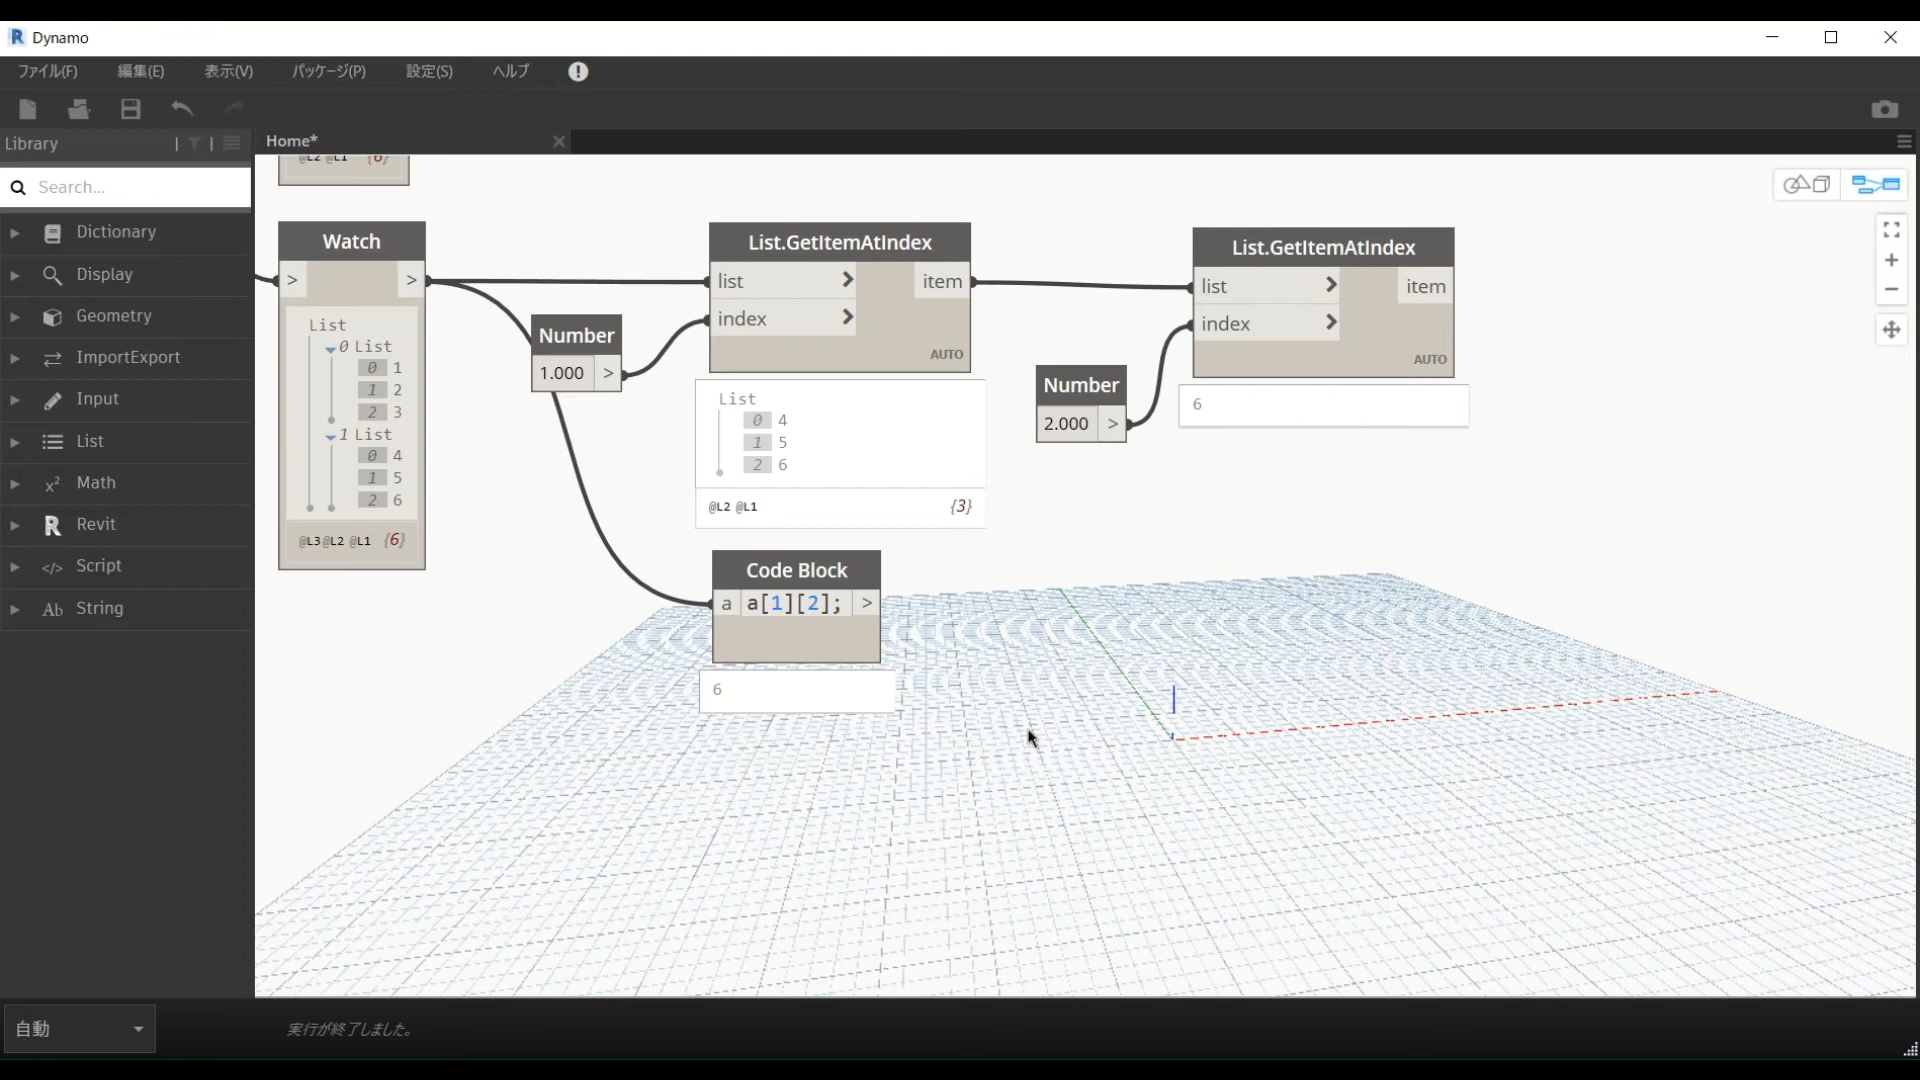 Dynamo
ファイル(F) 編集(E) 表示(V) パッケージ(P) 設定(S) ヘルプ
Library
Home*
Search...
Dictionary
Display
Geometry
ImportExport
Input
List
Math
Revit
Script
String
@L2 @L1 {6}
Watch
> >
List
0 List
0 1
1 2
2 3
1 List
0 4
1 5
2 6
@L3 @L2 @L1 {6}
Number
1.000 >
List.GetItemAtIndex
list item
index
AUTO
List
0 4
1 5
2 6
@L2 @L1 {3}
Number
2.000 >
List.GetItemAtIndex
list item
index
AUTO
6
Code Block
a a[1][2]; >
6
自動
実行が終了しました。